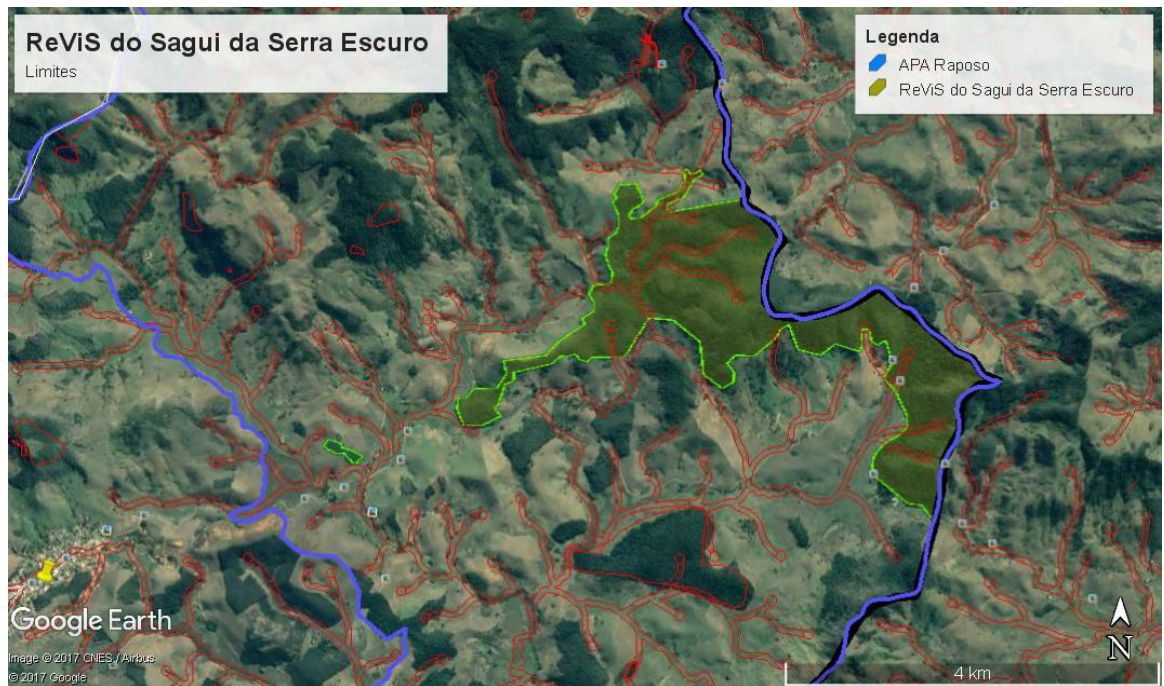 ReViS do Sagui da Serra Escuro
Limites
Legenda
APA Raposo
ReViS do Sagui da Serra Escuro
Google Earth
Image © 2017 CNES / Airbus
© 2017 Google
N
4 km